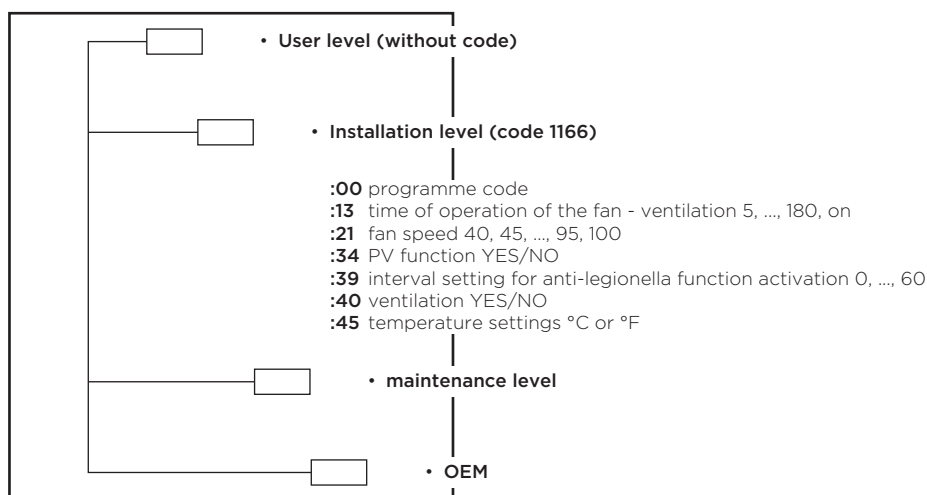 • User level (without code)
• Installation level (code 1166)
:00 programme code
:13 time of operation of the fan - ventilation 5, ..., 180, on
:21 fan speed 40, 45, ..., 95, 100
:34 PV function YES/NO
:39 interval setting for anti-legionella function activation 0, ..., 60
:40 ventilation YES/NO
:45 temperature settings °C or °F
• maintenance level
• OEM